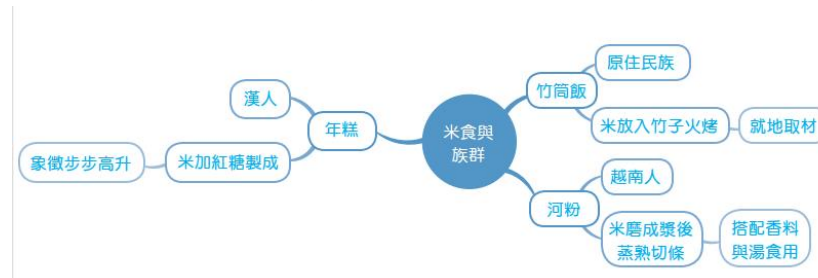 米食與
族群
年糕
漢人
米加紅糖製成
象徵步步高升
竹筒飯
原住民族
米放入竹子火烤
就地取材
河粉
越南人
米磨成漿後
蒸熟切條
搭配香料
與湯食用